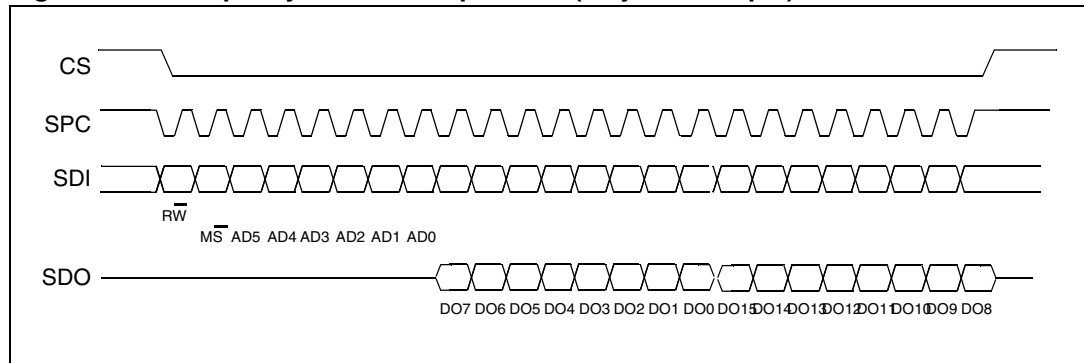 CS
SPC
SDI
RW
MS AD5 AD4 AD3 AD2 AD1 AD0
SDO
DO7 DO6 DO5 DO4 DO3 DO2 DO1 DO0 DO15 DO14 DO13 DO12 DO11 DO10 DO9 DO8